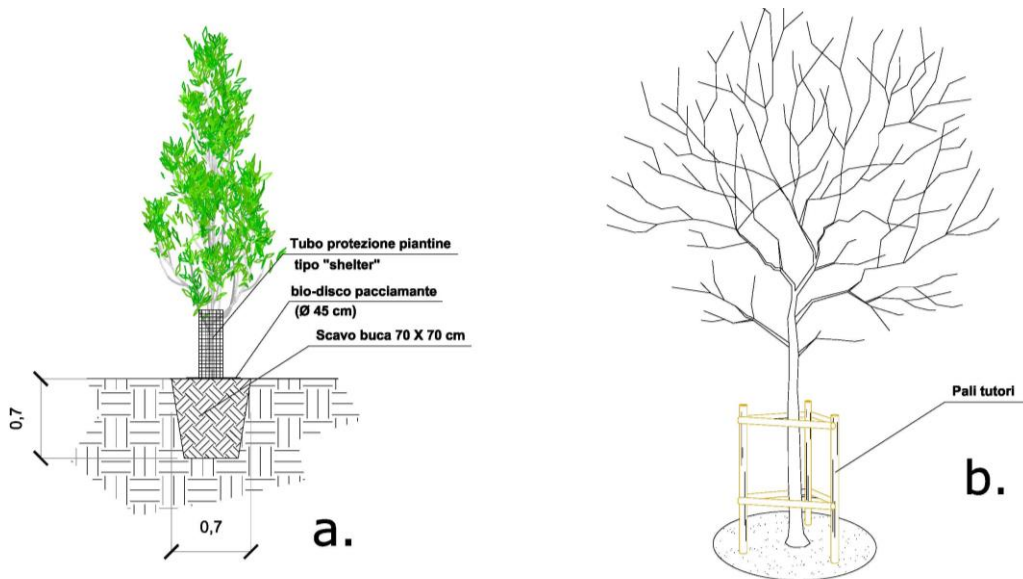 Tubo protezione piantine
tipo "shelter"
bio-disco pacciamante
(Ø 45 cm)
Scavo buca 70 X 70 cm
0,7
0,7
a.
Pali tutori
b.